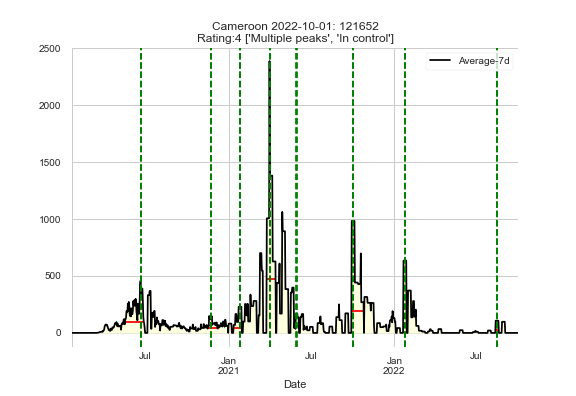 Cameroon 2022-10-01: 121652
Rating:4 ['Multiple peaks', 'In control']
2500
2000
1500
1000
500
0
Average-7d
Jul
Jan
2021
Jul
Jan
2022
Jul
Date